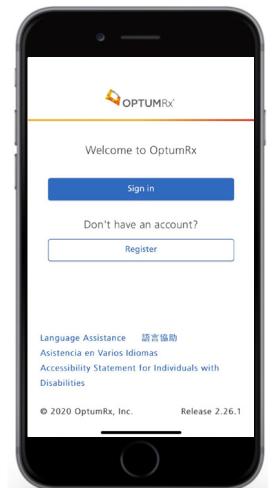 OPTUMRx®
Welcome to OptumRx
Sign in
Don't have an account?
Register
Language Assistance 語言協助
Asistencia en Varios Idiomas
Accessibility Statement for Individuals with
Disabilities
© 2020 OptumRx, Inc. Release 2.26.1